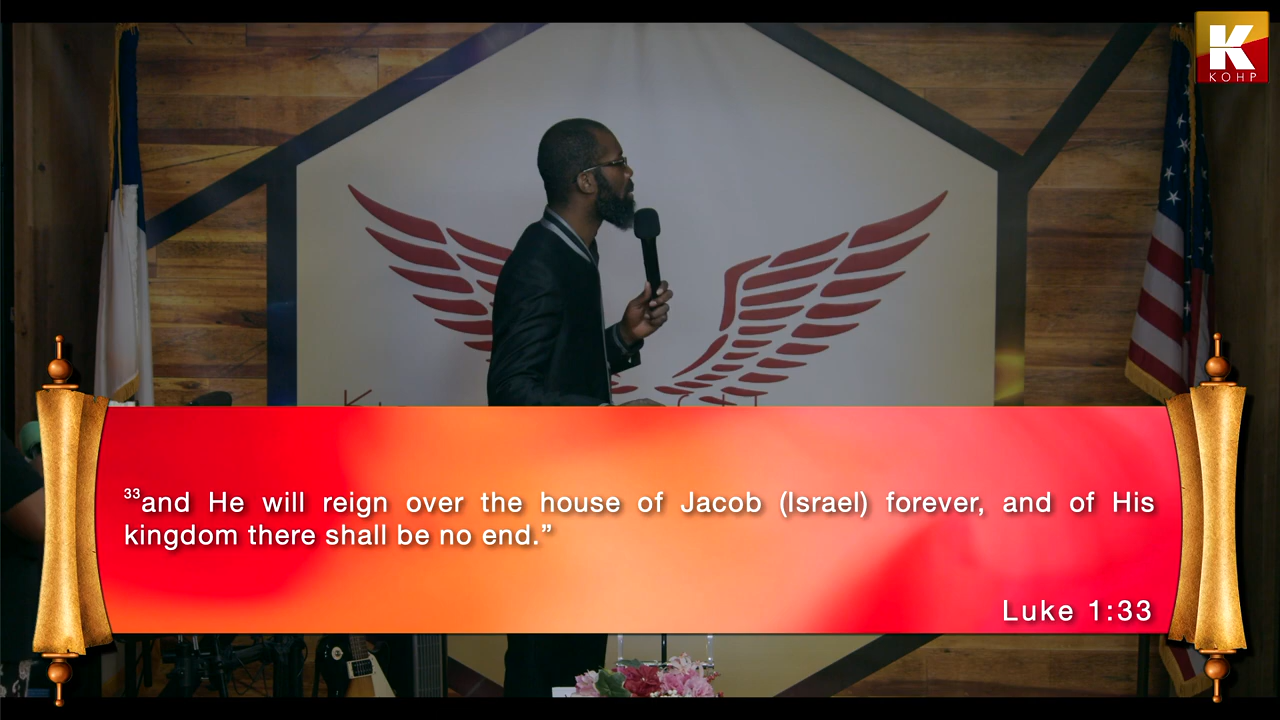 K
KOHP
³³and He will reign over the house of Jacob (Israel) forever, and of His
kingdom there shall be no end.”
Luke 1:33